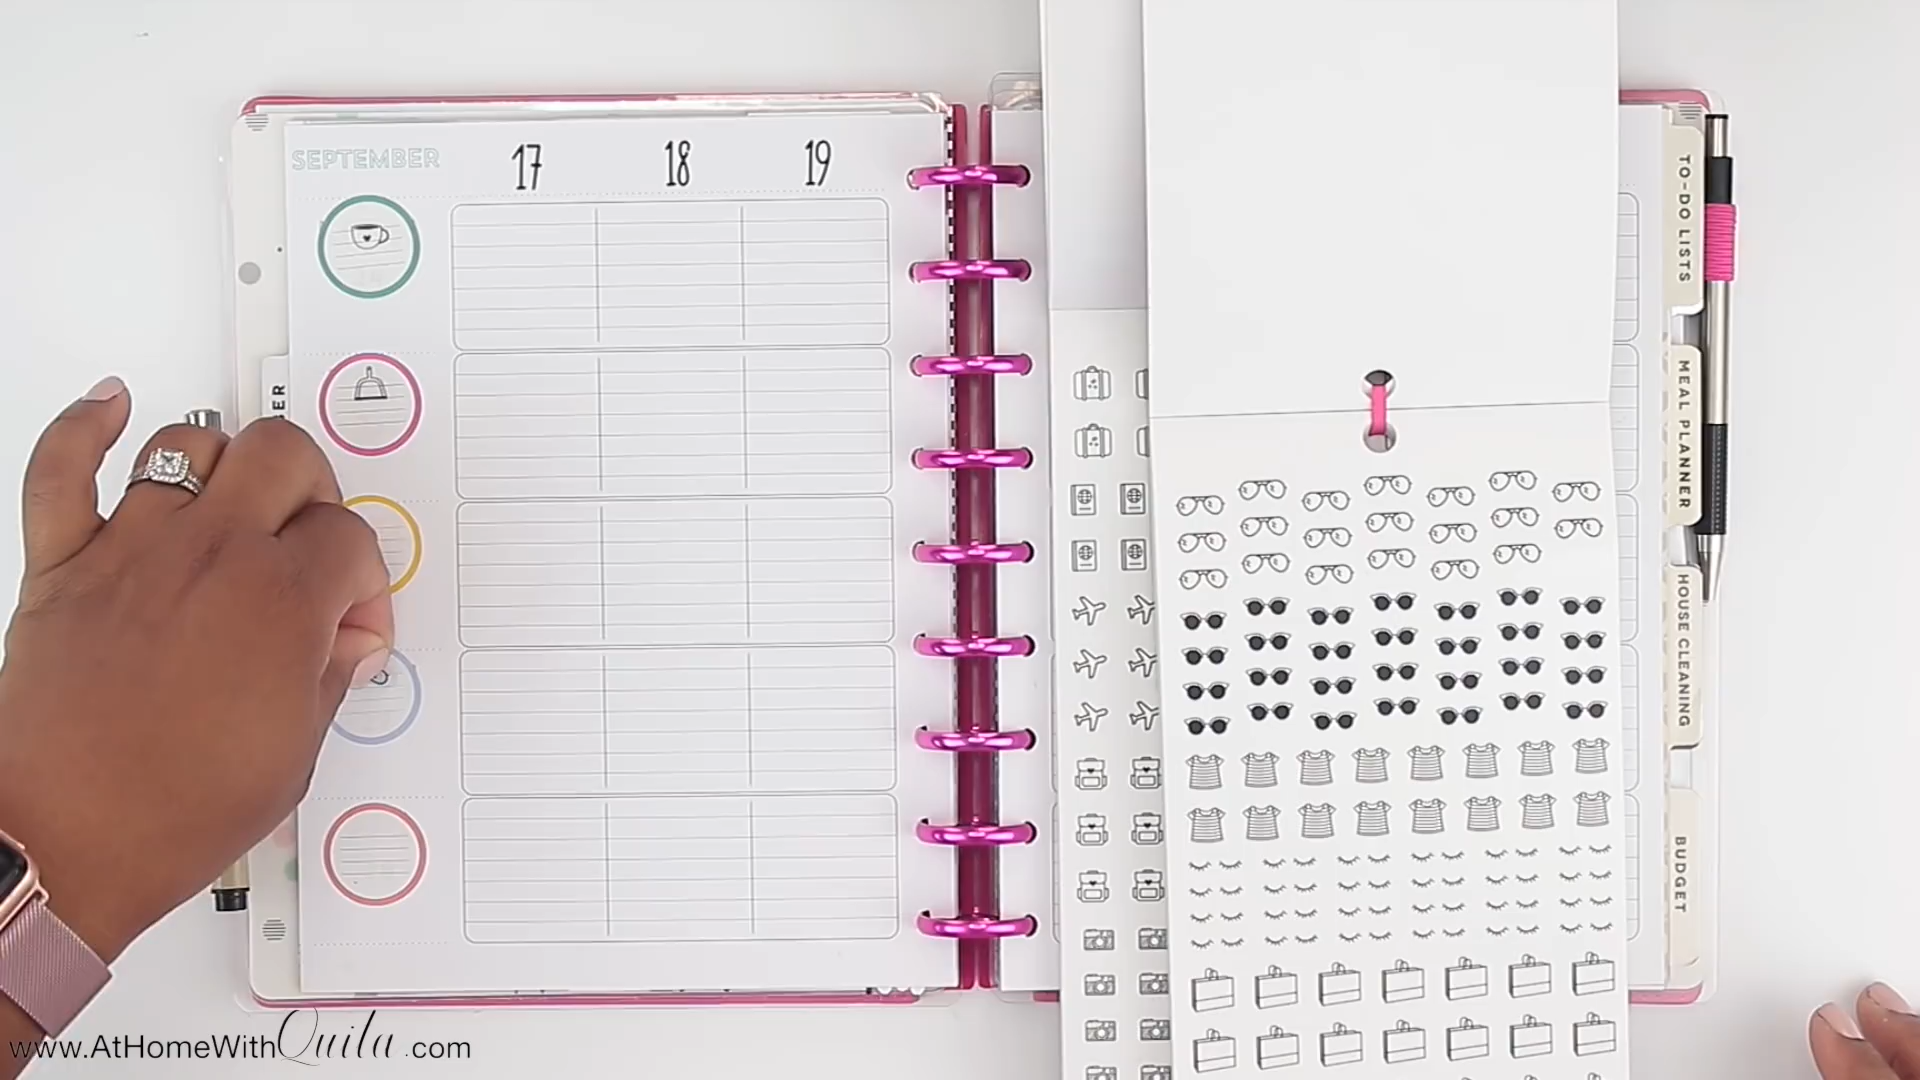 SEPTEMBER
17 18 19
TO-DO LISTS
MEAL PLANNER
HOUSE CLEANING
BUDGET
www.AtHomeWithQuila.com